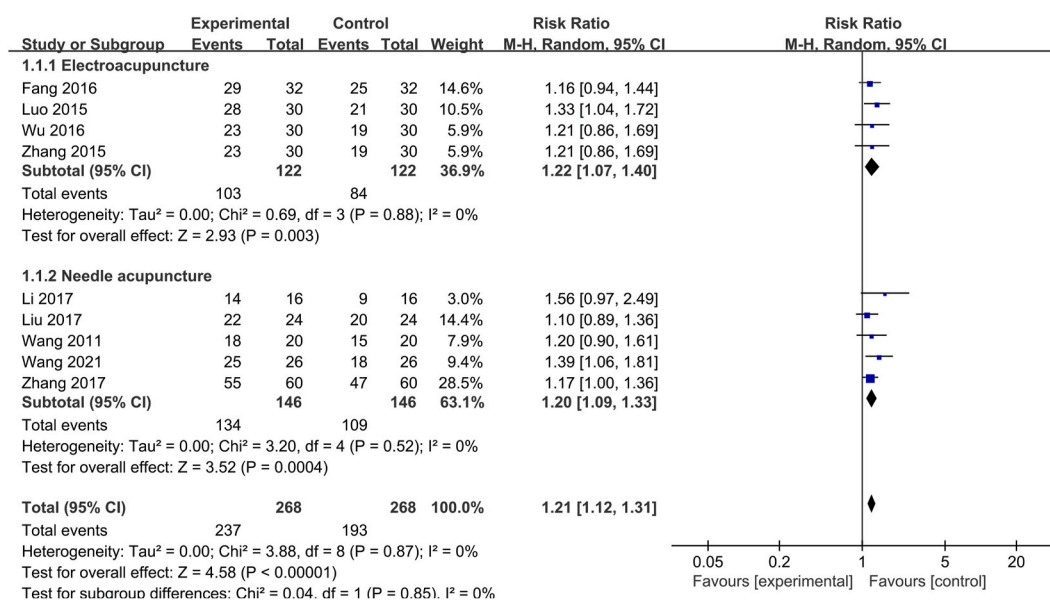 Experimental Control Risk Ratio Risk Ratio
Study or Subgroup Events Total Events Total Weight M-H, Random, 95% CI M-H, Random, 95% CI
1.1.1 Electroacupuncture
Fang 2016 29 32 25 32 14.6% 1.16 [0.94, 1.44]
Luo 2015 28 30 21 30 10.5% 1.33 [1.04, 1.72]
Wu 2016 23 30 19 30 5.9% 1.21 [0.86, 1.69]
Zhang 2015 23 30 19 30 5.9% 1.21 [0.86, 1.69]
Subtotal (95% CI) 122 122 36.9% 1.22 [1.07, 1.40]
Total events 103 84
Heterogeneity: Tau² = 0.00; Chi² = 0.69, df = 3 (P = 0.88); I² = 0%
Test for overall effect: Z = 2.93 (P = 0.003)
1.1.2 Needle acupuncture
Li 2017 14 16 9 16 3.0% 1.56 [0.97, 2.49]
Liu 2017 22 24 20 24 14.4% 1.10 [0.89, 1.36]
Wang 2011 18 20 15 20 7.9% 1.20 [0.90, 1.61]
Wang 2021 25 26 18 26 9.4% 1.39 [1.06, 1.81]
Zhang 2017 55 60 47 60 28.5% 1.17 [1.00, 1.36]
Subtotal (95% CI) 146 146 63.1% 1.20 [1.09, 1.33]
Total events 134 109
Heterogeneity: Tau² = 0.00; Chi² = 3.20, df = 4 (P = 0.52); I² = 0%
Test for overall effect: Z = 3.52 (P = 0.0004)
Total (95% CI) 268 268 100.0% 1.21 [1.12, 1.31]
Total events 237 193
Heterogeneity: Tau² = 0.00; Chi² = 3.88, df = 8 (P = 0.87); I² = 0%
Test for overall effect: Z = 4.58 (P < 0.00001)
Test for subgroup differences: Chi² = 0.04, df = 1 (P = 0.85), I² = 0%
0.05 0.2 1 5 20
Favours [experimental] Favours [control]